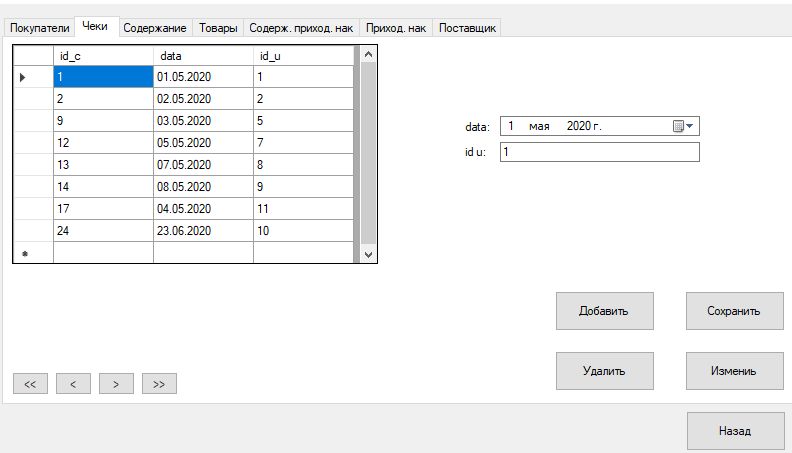 Покупатели Чеки Содержание Товары Содерж. приход. нак Приход. нак Поставщик
id_c data id_u
1 01.05.2020 1
2 02.05.2020 2
9 03.05.2020 5
12 05.05.2020 7
13 07.05.2020 8
14 08.05.2020 9
17 04.05.2020 11
24 23.06.2020 10
*
data: 1 мая 2020 г.
id u: 1
Добавить Сохранить
Удалить Измениь
<< < > >>
Назад